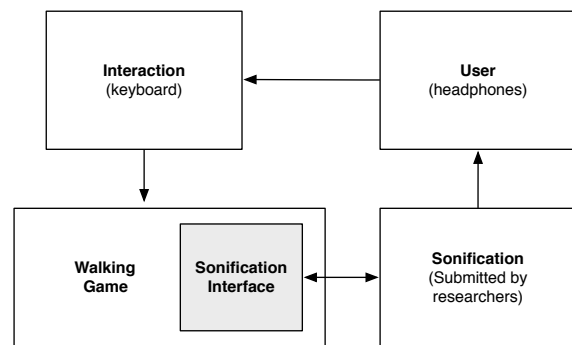 Interaction
(keyboard)
User
(headphones)
Walking
Game
Sonification
Interface
Sonification
(Submitted by
researchers)